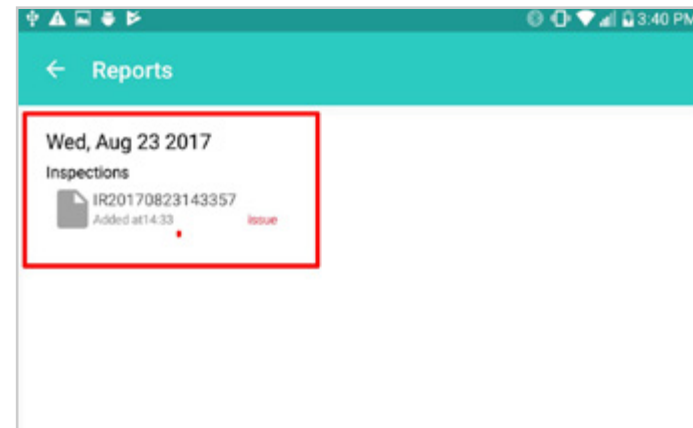 3:40 PM
Reports
Wed, Aug 23 2017
Inspections
IR20170823143357
Added at14:33
issue